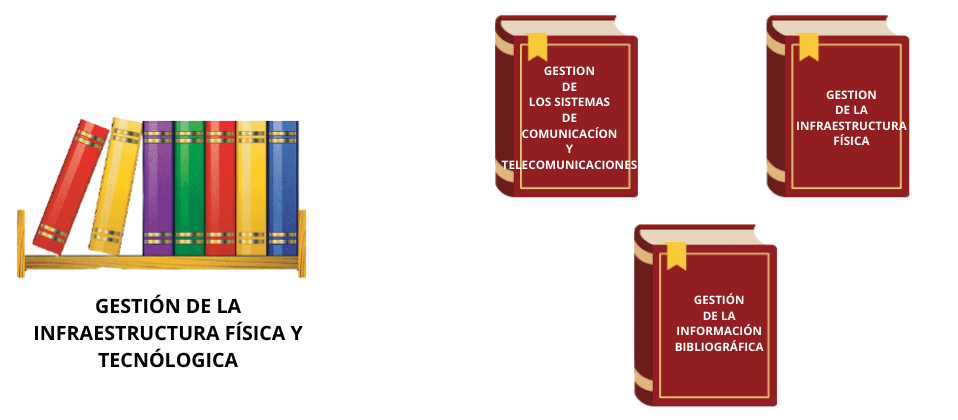 GESTION
DE
LOS SISTEMAS
DE
COMUNICACÍON
Y
TELECOMUNICACIONES
GESTION
DE LA
INFRAESTRUCTURA
FÍSICA
GESTIÓN DE LA
INFRAESTRUCTURA FÍSICA Y
TECNÓLOGICA
GESTIÓN
DE LA
INFORMACIÓN
BIBLIOGRÁFICA